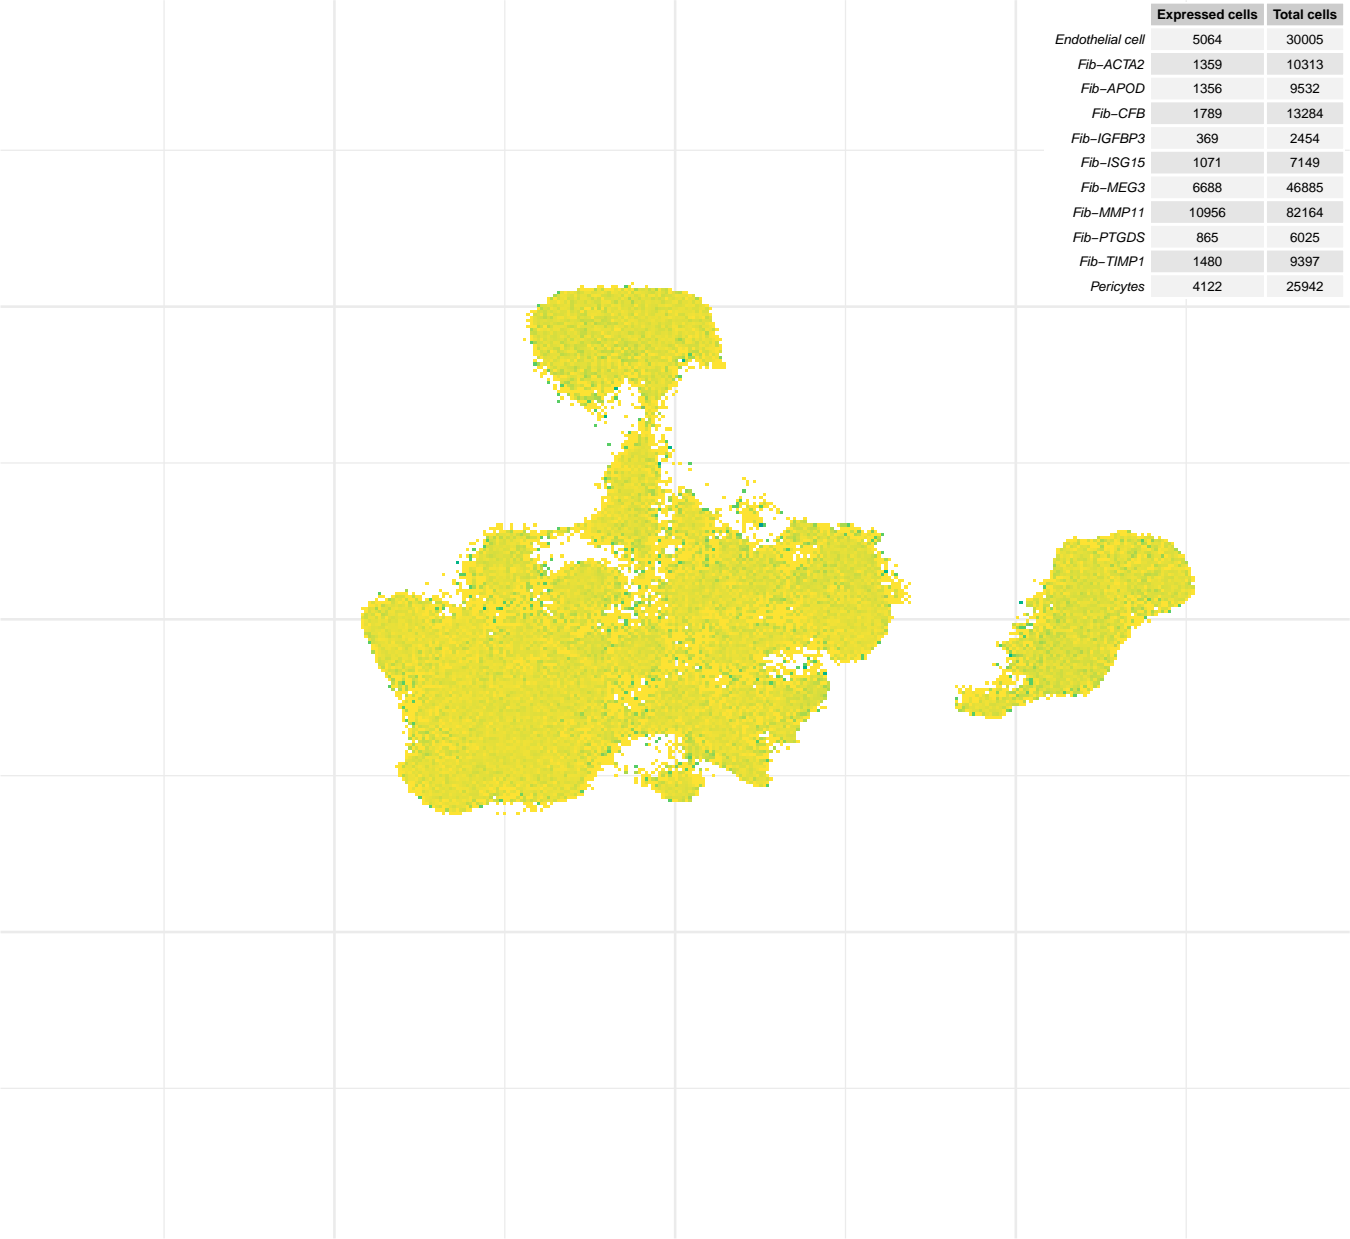 Expressed cells Total cells
Endothelial cell 5064 30005
Fib−ACTA2 1359 10313
Fib−APOD 1356 9532
Fib−CFB 1789 13284
Fib−IGFBP3 369 2454
Fib−ISG15 1071 7149
Fib−MEG3 6688 46885
Fib−MMP11 10956 82164
Fib−PTGDS 865 6025
Fib−TIMP1 1480 9397
Pericytes 4122 25942